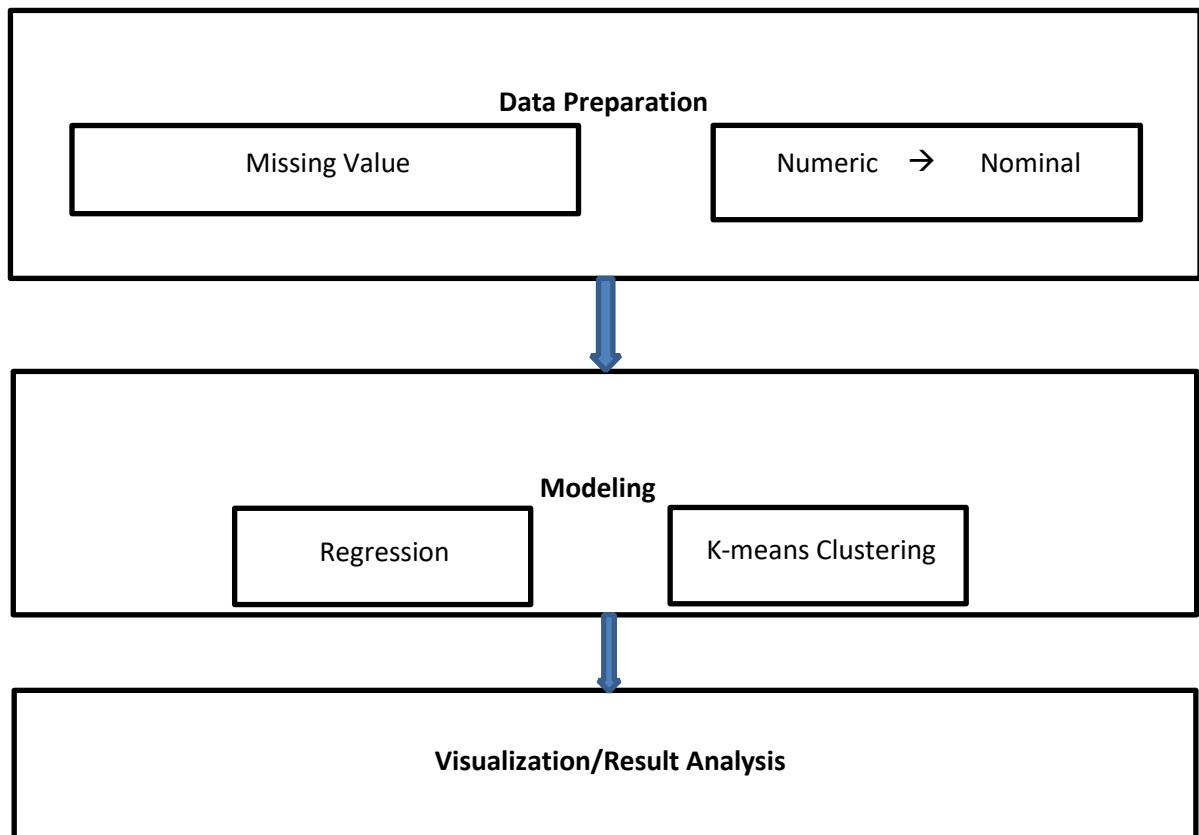 Data Preparation
Missing Value
Numeric → Nominal
Modeling
Regression
K-means Clustering
Visualization/Result Analysis